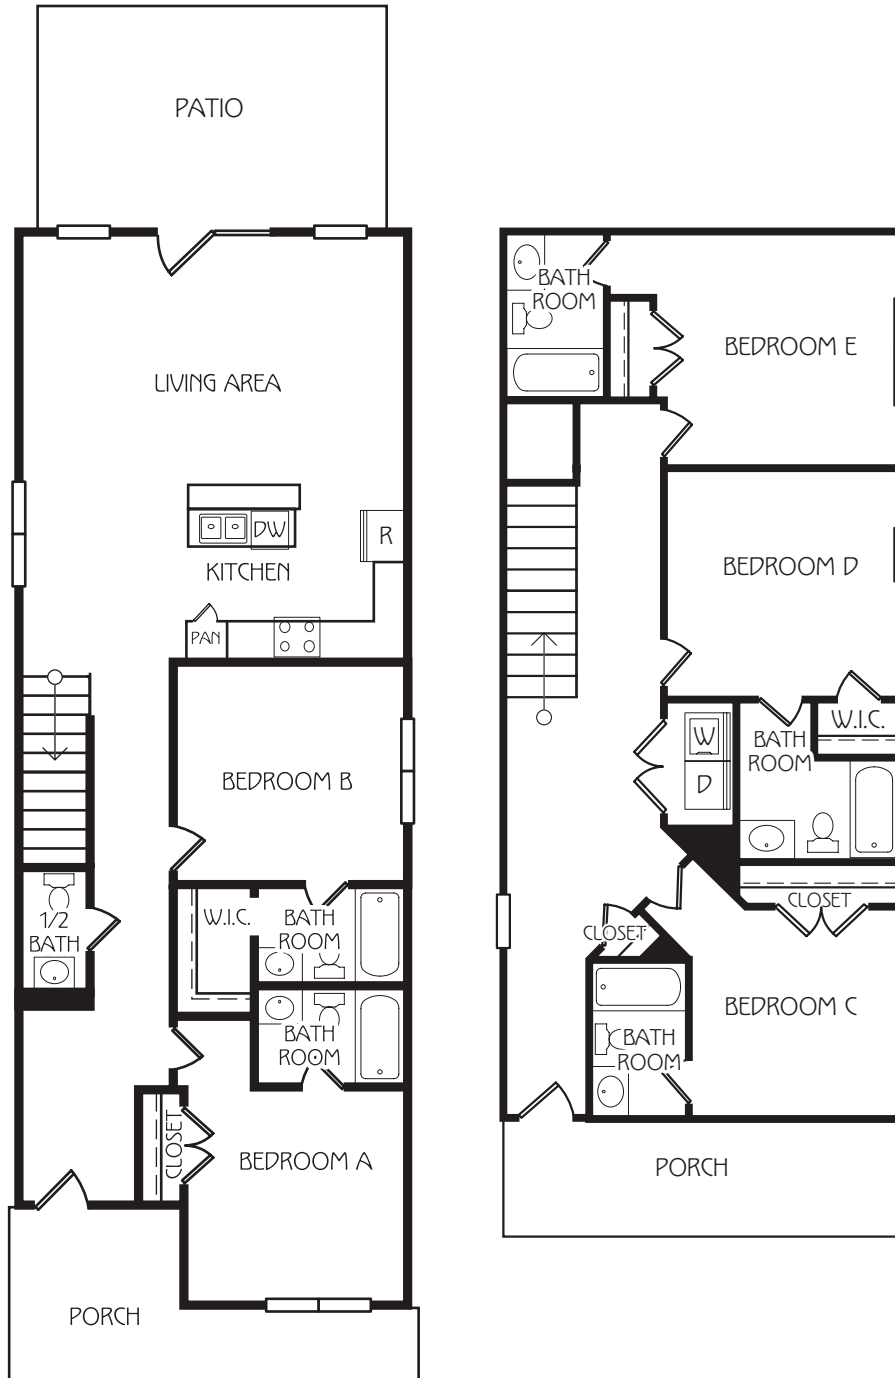 PATIO
LIVING AREA
DW
R
KITCHEN
PAN
BEDROOM B
1/2
BATH
W.I.C.
BATH
ROOM
BATH
ROOM
CLOSET
BEDROOM A
PORCH
BATH
ROOM
BEDROOM E
BEDROOM D
W.I.C.
W
BATH
ROOM
D
CLOSET
CLOSET
BEDROOM C
BATH
ROOM
PORCH